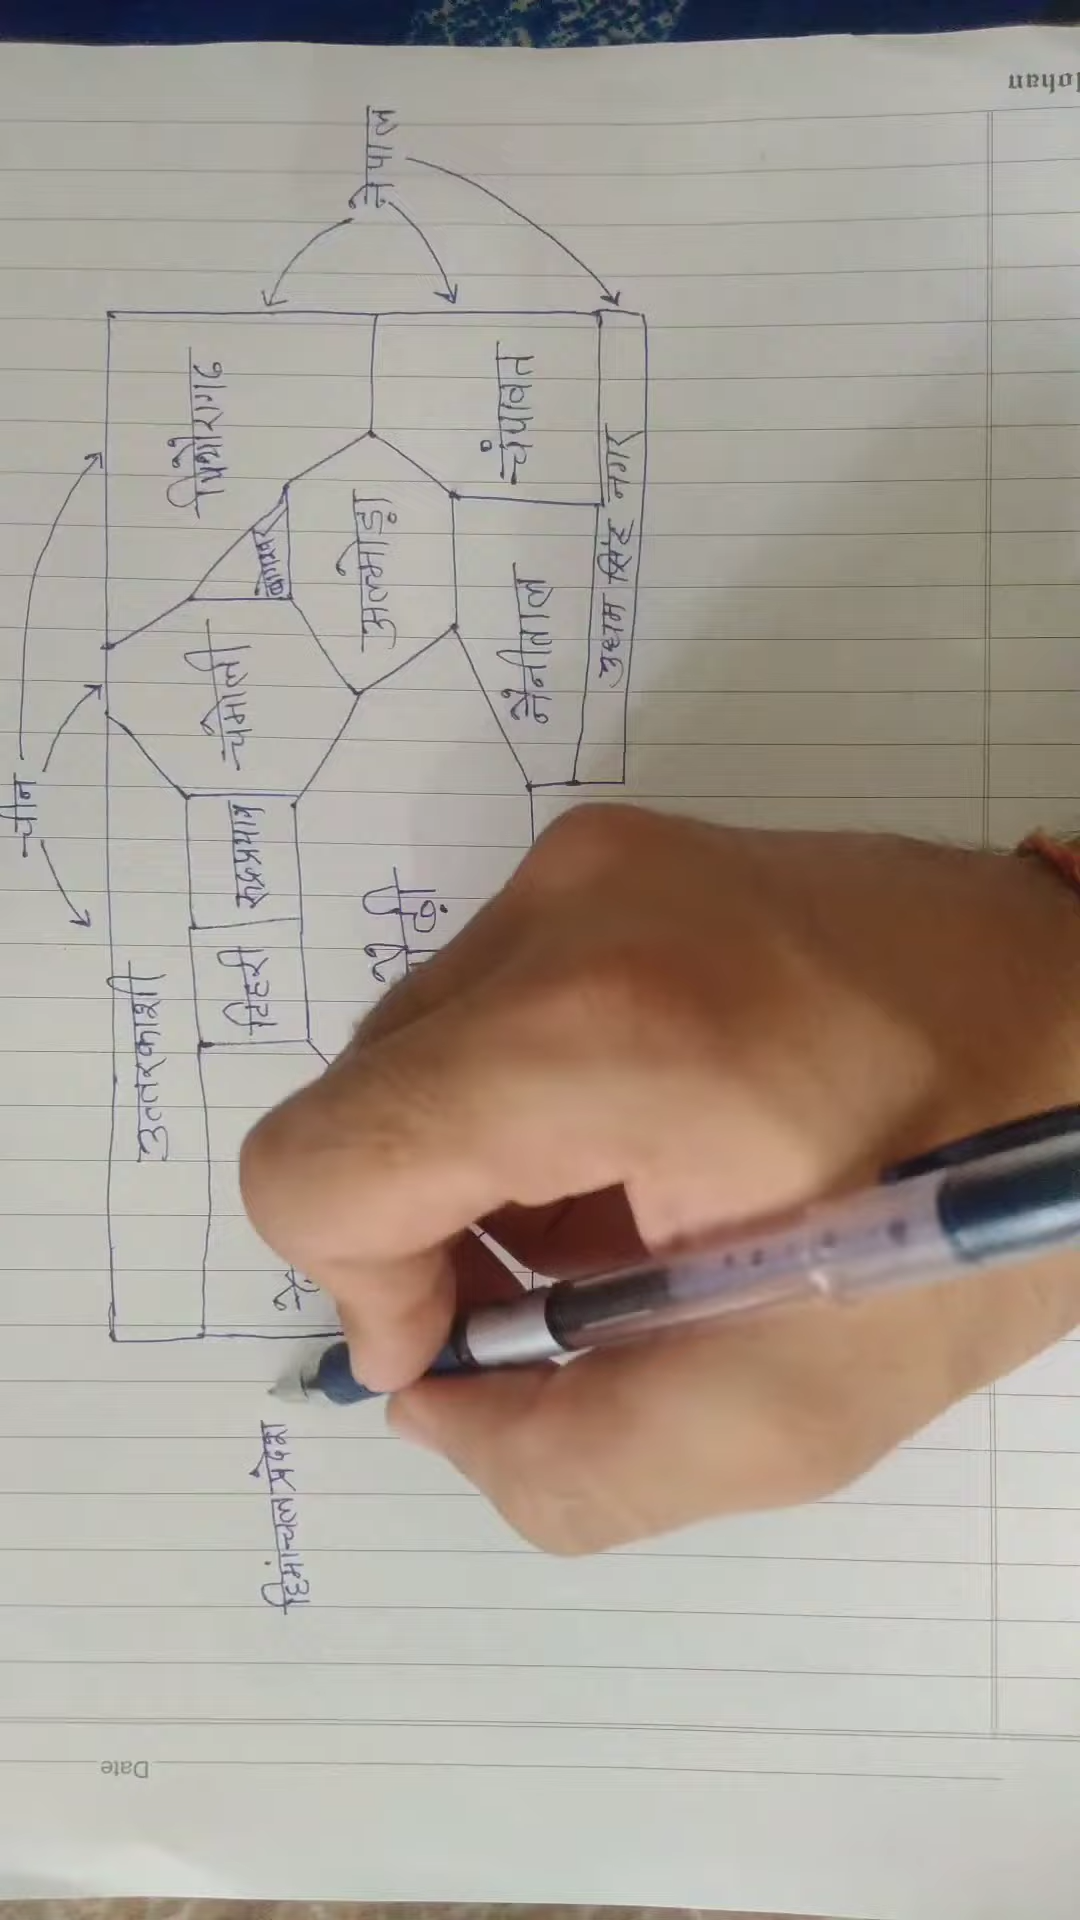 नेपाल
चीन
पिथौरागढ
चंपावत
बागेश्वर
अल्मोड़ा
चमोली
नैनीताल
उधम सिंह नगर
रुद्रप्रयाग
टिहरी
उत्तरकाशी
हिमांचल प्रदेश
Date